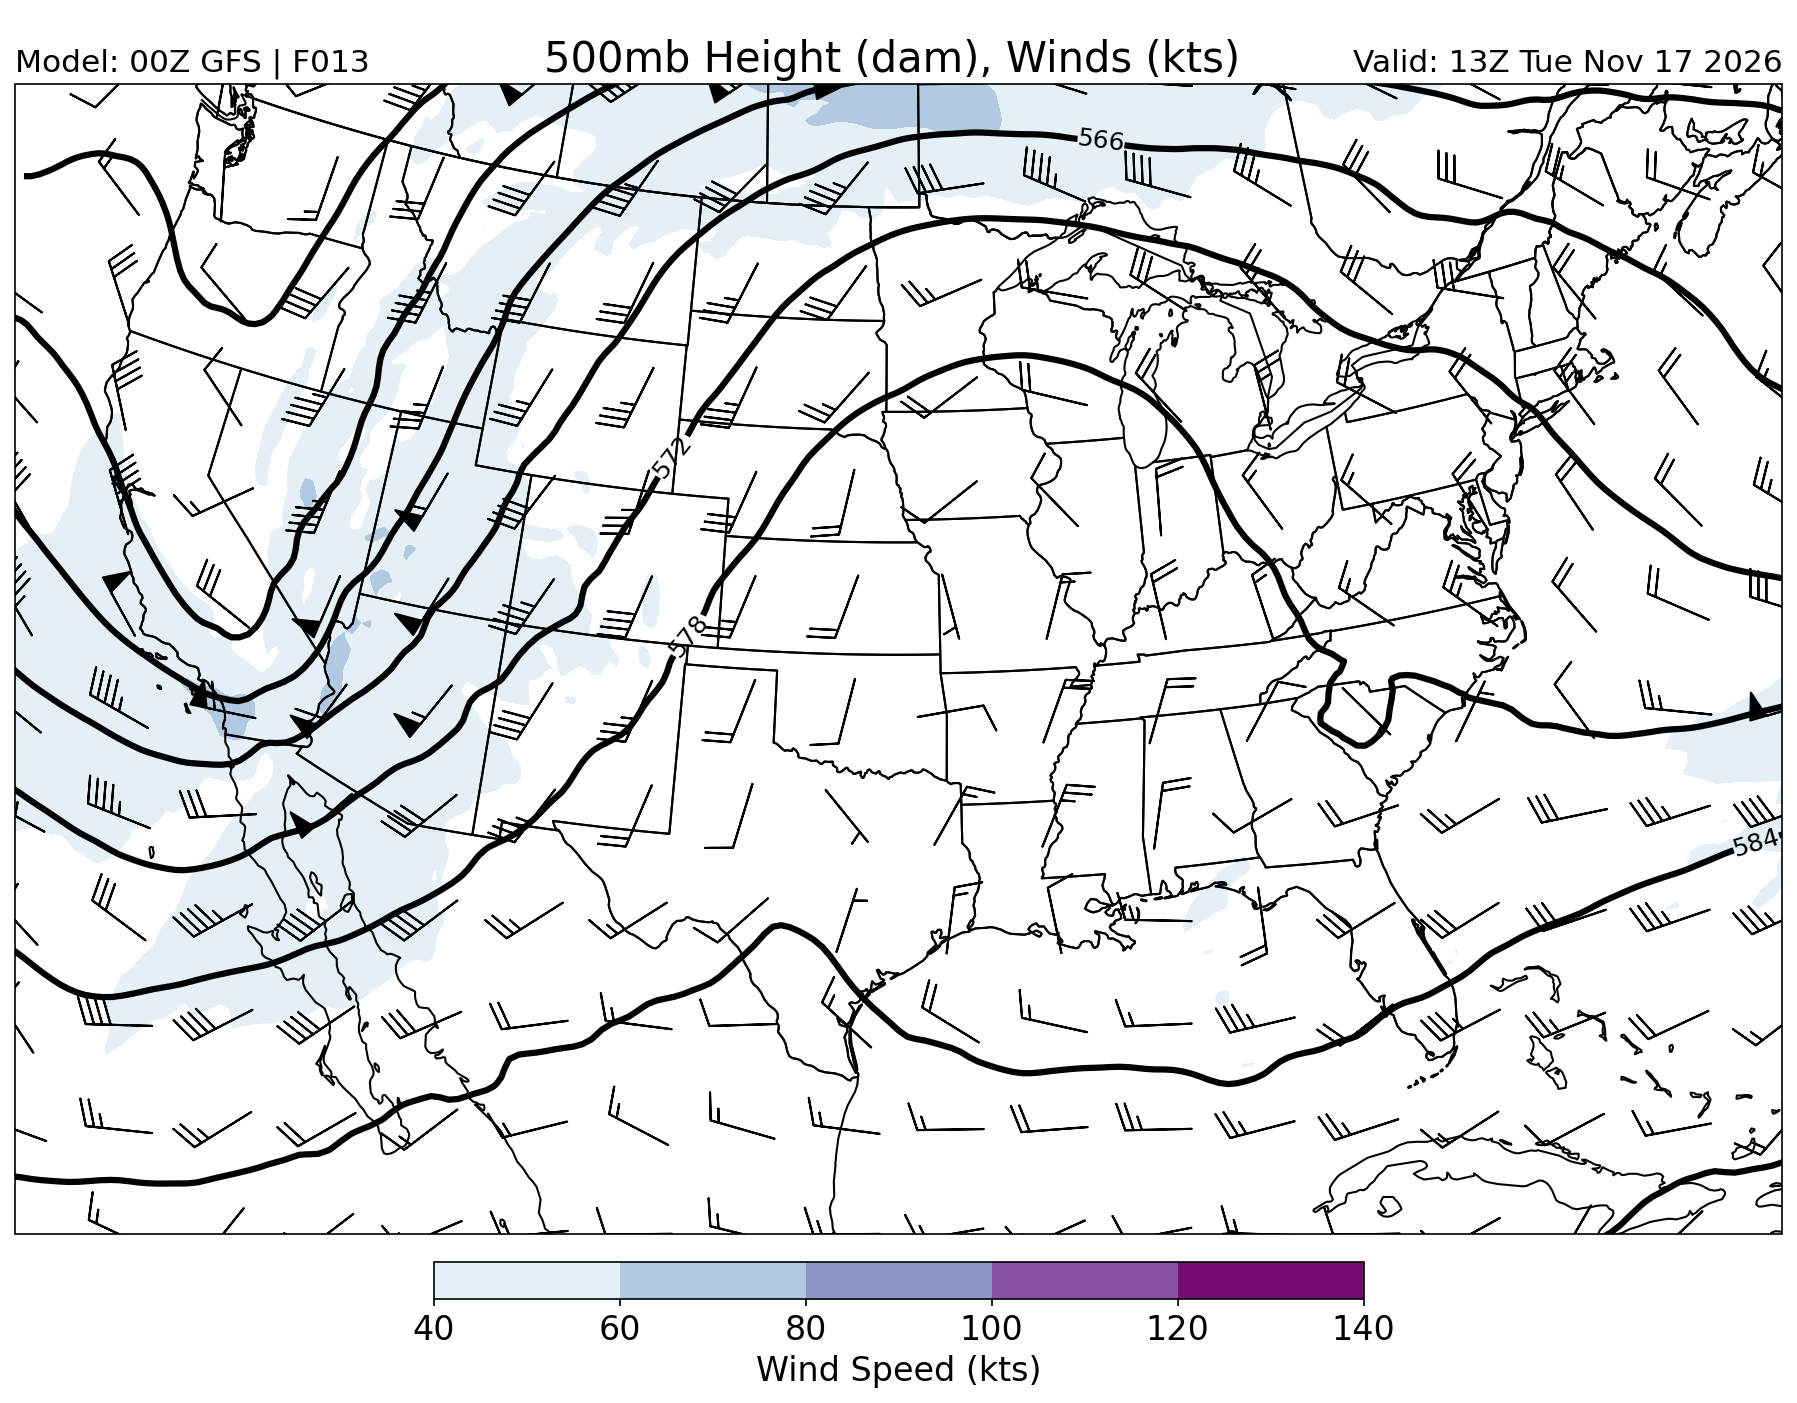 Model: 00Z GFS | F013
500mb Height (dam), Winds (kts)
Valid: 13Z Tue Nov 17 2026
566
572
578
584
40 60 80 100 120 140
Wind Speed (kts)